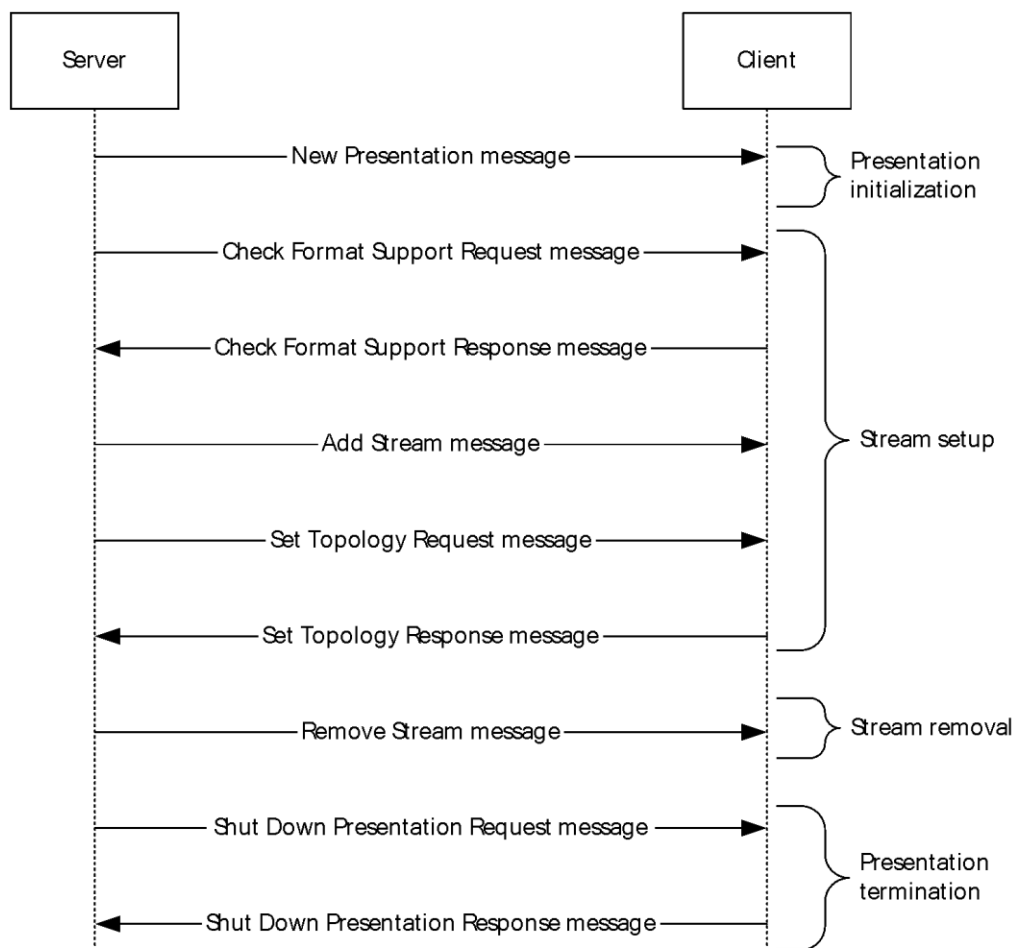 Server
Client
New Presentation message
Presentation
initialization
Check Format Support Request message
Check Format Support Response message
Add Stream message
Stream setup
Set Topology Request message
Set Topology Response message
Remove Stream message
Stream removal
Shut Down Presentation Request message
Presentation
termination
Shut Down Presentation Response message